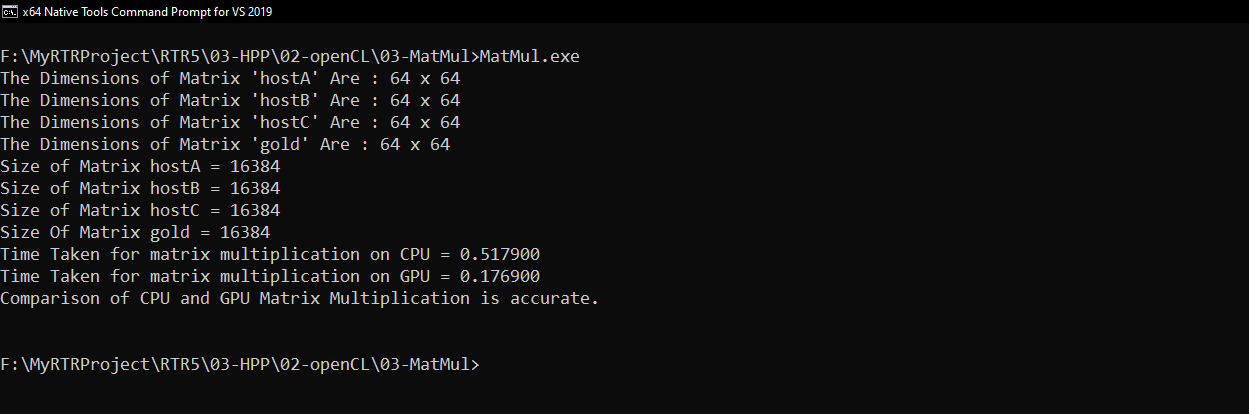 x64 Native Tools Command Prompt for VS 2019
F:\MyRTRProject\RTR5\03-HPP\02-openCL\03-MatMul>MatMul.exe
The Dimensions of Matrix 'hostA' Are : 64 x 64
The Dimensions of Matrix 'hostB' Are : 64 x 64
The Dimensions of Matrix 'hostC' Are : 64 x 64
The Dimensions of Matrix 'gold' Are : 64 x 64
Size of Matrix hostA = 16384
Size of Matrix hostB = 16384
Size of Matrix hostC = 16384
Size Of Matrix gold = 16384
Time Taken for matrix multiplication on CPU = 0.517900
Time Taken for matrix multiplication on GPU = 0.176900
Comparison of CPU and GPU Matrix Multiplication is accurate.
F:\MyRTRProject\RTR5\03-HPP\02-openCL\03-MatMul>